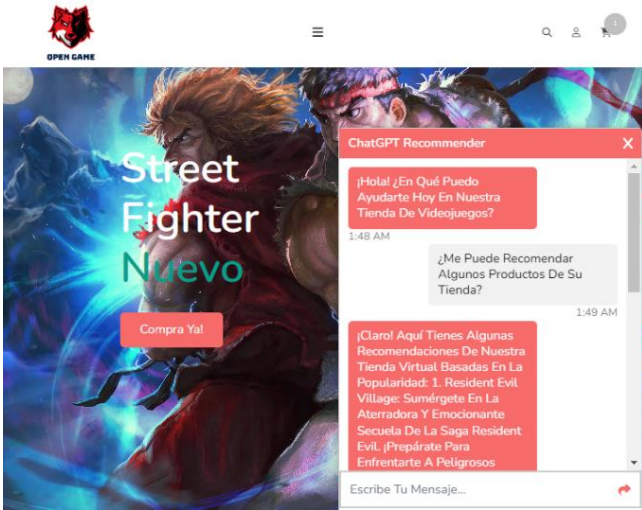 OPEN GAME
1
Street
Fighter
Nuevo
Compra Ya!
ChatGPT Recommender
X
¡Hola! ¿En Qué Puedo
Ayudarte Hoy En Nuestra
Tienda De Videojuegos?
1:48 AM
¿Me Puede Recomendar
Algunos Productos De Su
Tienda?
1:49 AM
¡Claro! Aquí Tienes Algunas
Recomendaciones De Nuestra
Tienda Virtual Basadas En La
Popularidad: 1. Resident Evil
Village: Sumérgete En La
Aterradora Y Emocionante
Secuela De La Saga Resident
Evil. ¡Prepárate Para
Enfrentarte A Peligrosos
Escribe Tu Mensaje...